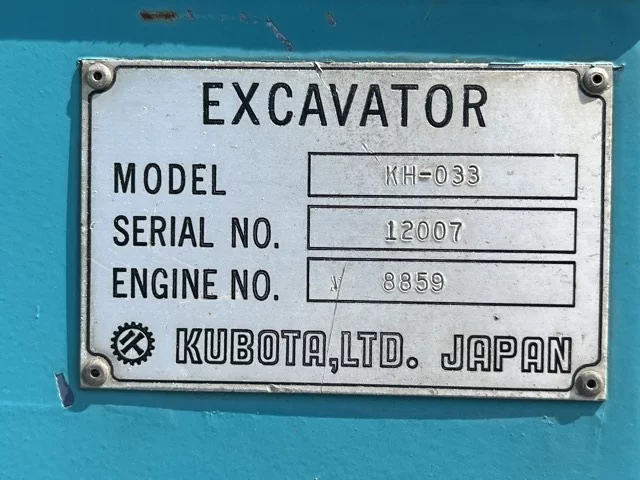 EXCAVATOR
MODEL KH-033
SERIAL NO. 12007
ENGINE NO. 8859
KUBOTA,LTD. JAPAN